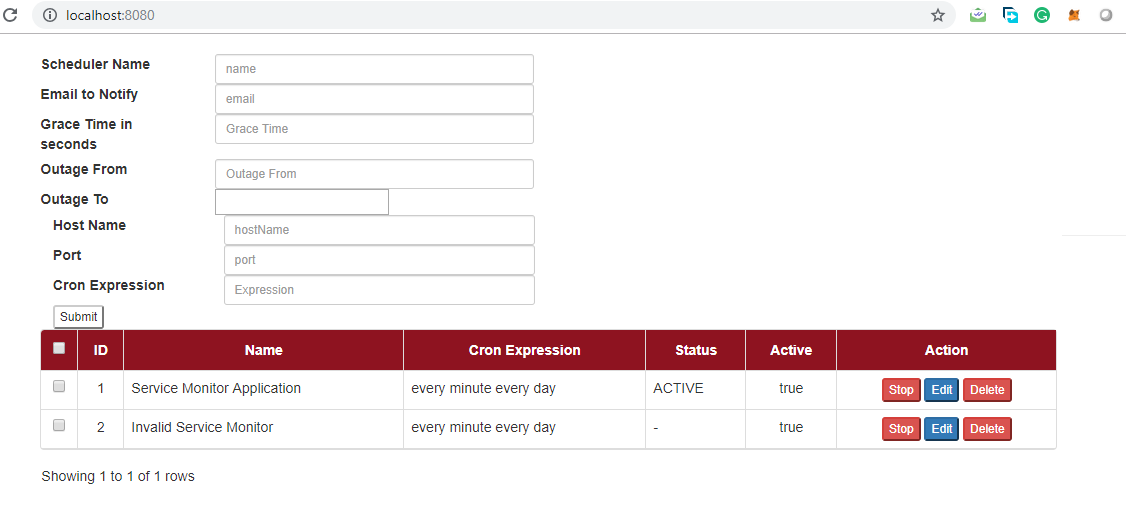 localhost:8080
Scheduler Name name
Email to Notify email
Grace Time in Grace Time
seconds
Outage From Outage From
Outage To
Host Name hostName
Port port
Cron Expression Expression
Submit
ID Name Cron Expression Status Active Action
1 Service Monitor Application every minute every day ACTIVE true Stop Edit Delete
2 Invalid Service Monitor every minute every day - true Stop Edit Delete
Showing 1 to 1 of 1 rows